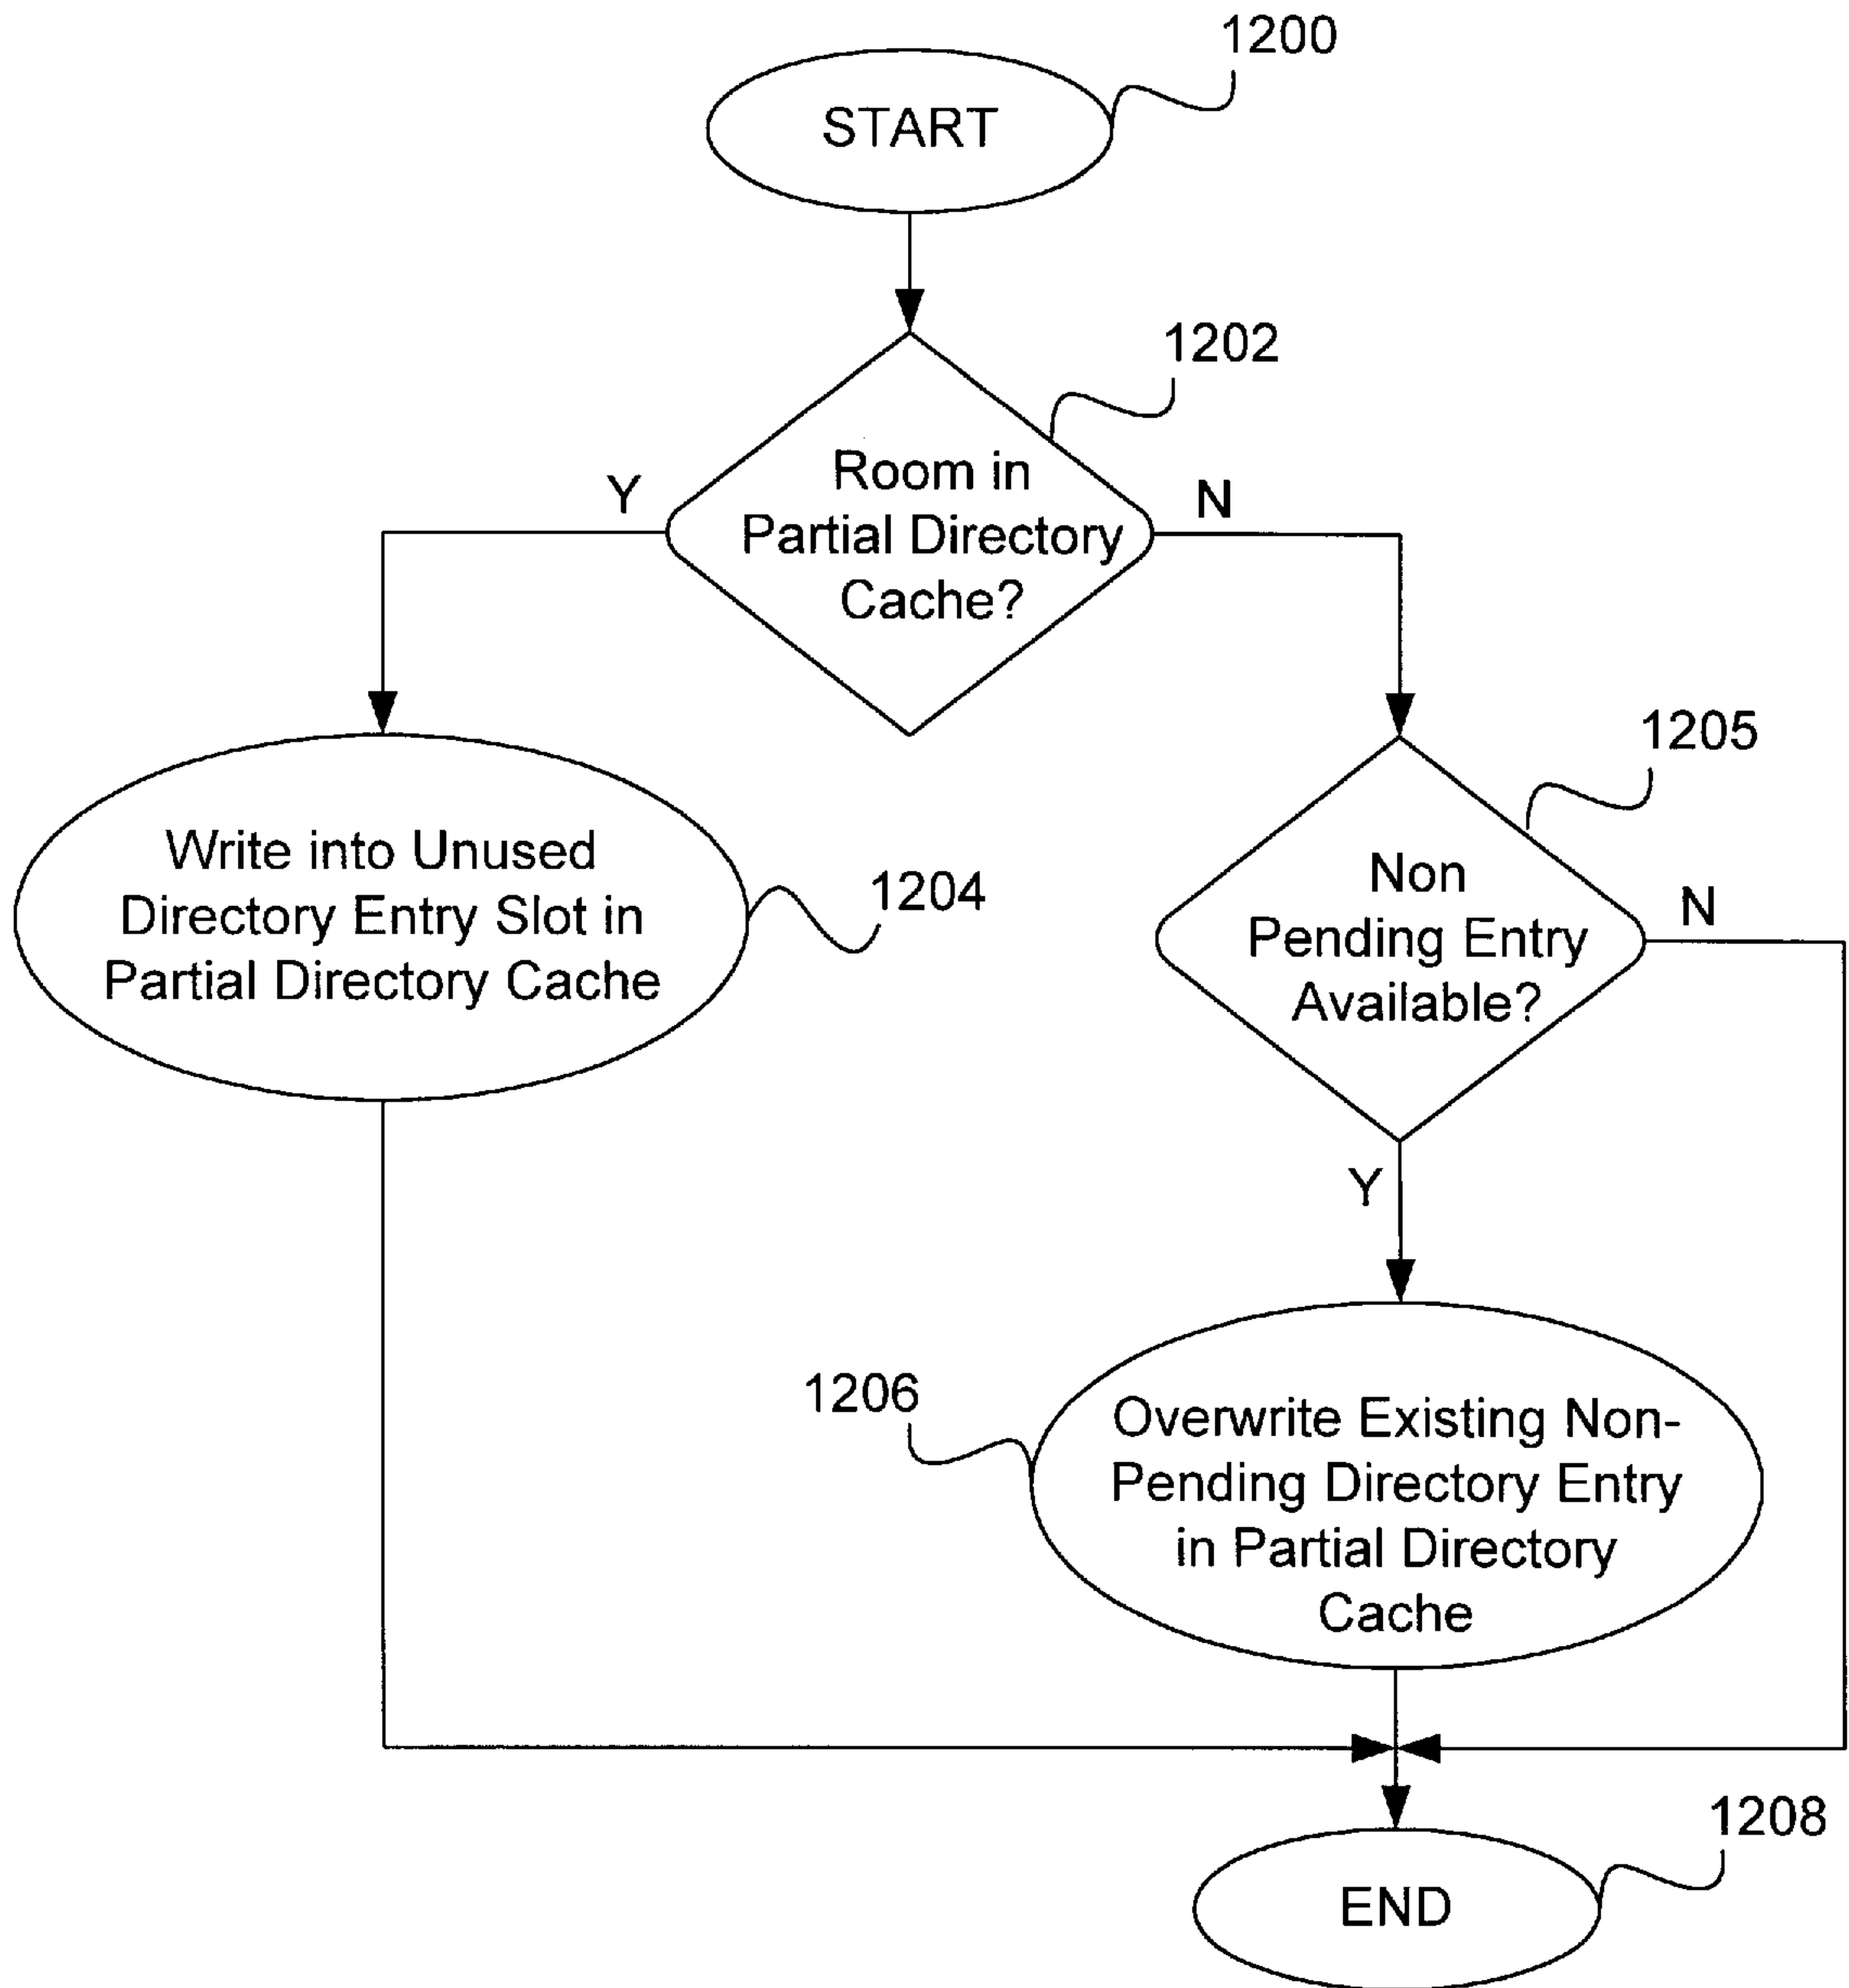 1200
START
1202
Room in
Partial Directory
Cache?
Y
N
1205
Write into Unused
Directory Entry Slot in
Partial Directory Cache
1204
Non
Pending Entry
Available?
N
Y
1206
Overwrite Existing Non-
Pending Directory Entry
in Partial Directory
Cache
1208
END